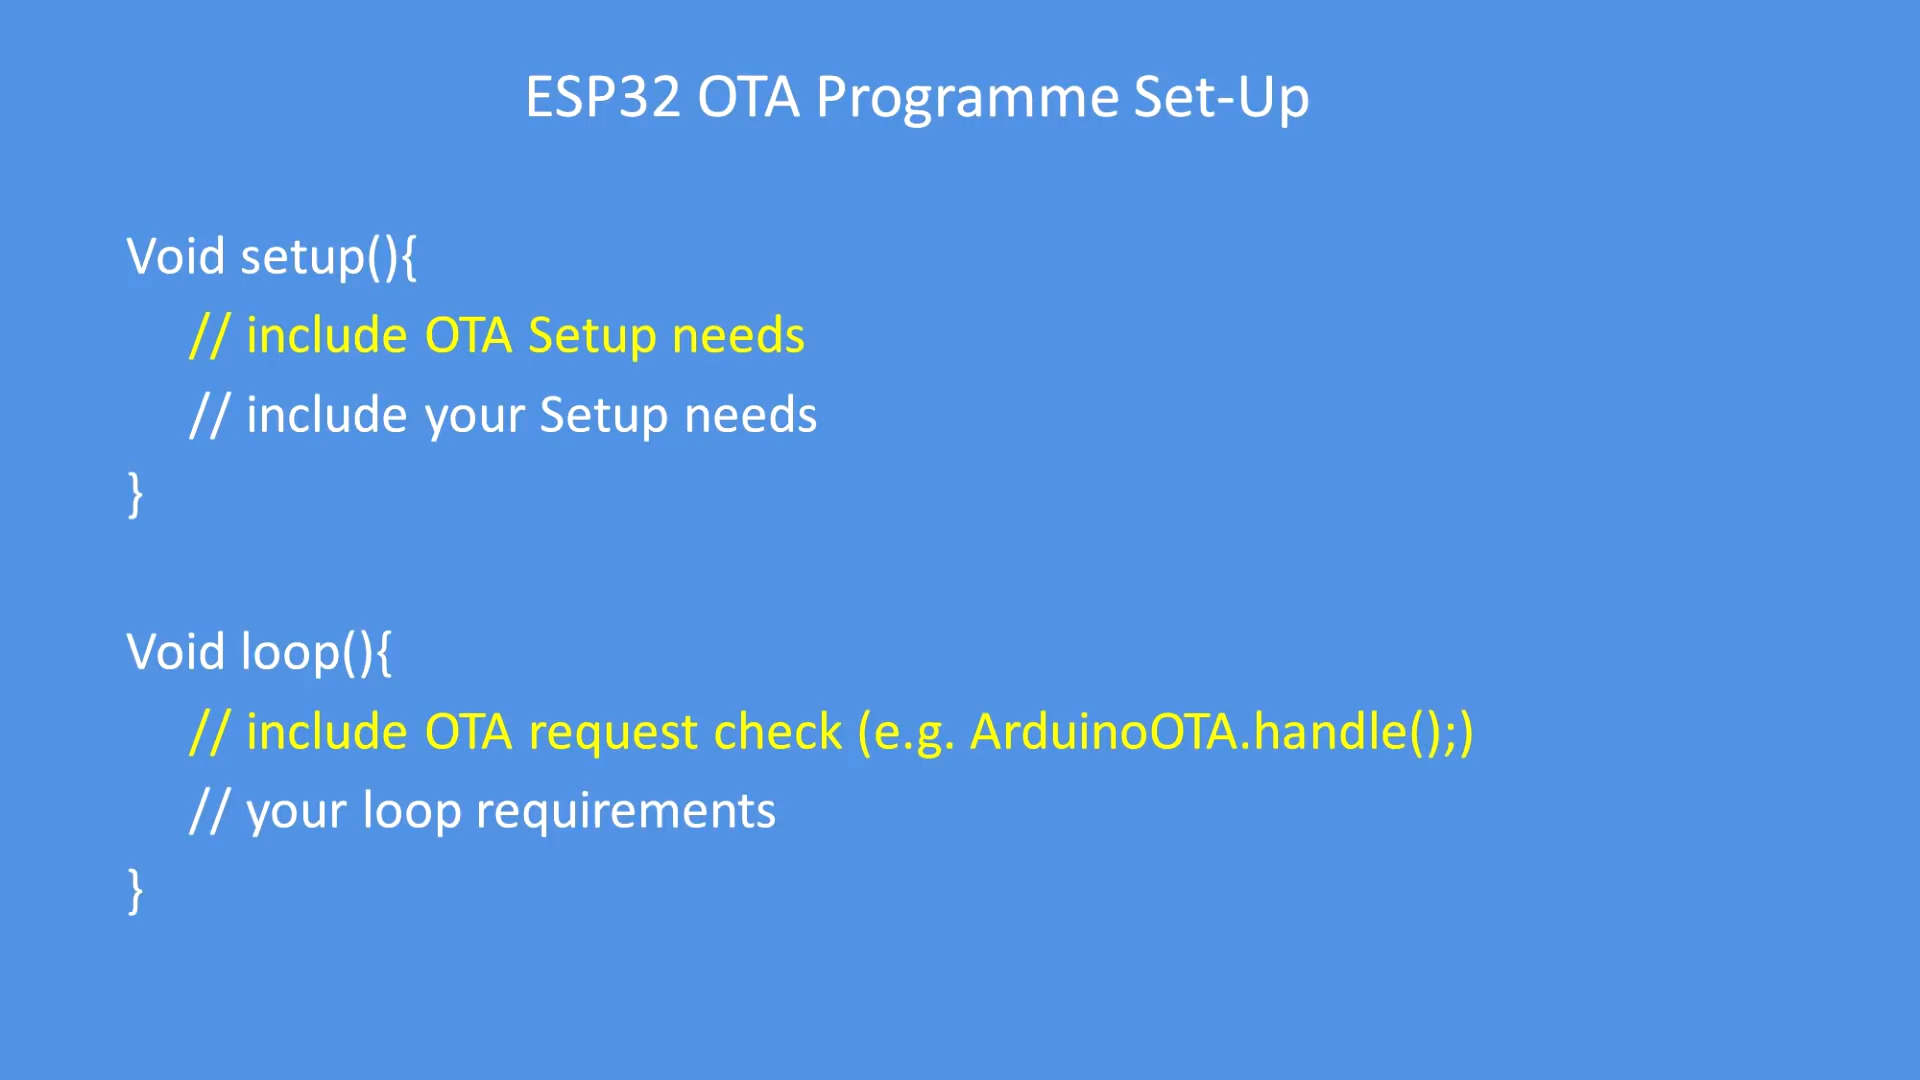 ESP32 OTA Programme Set-Up
Void setup(){
// include OTA Setup needs
// include your Setup needs
}
Void loop(){
// include OTA request check (e.g. ArduinoOTA.handle();)
// your loop requirements
}